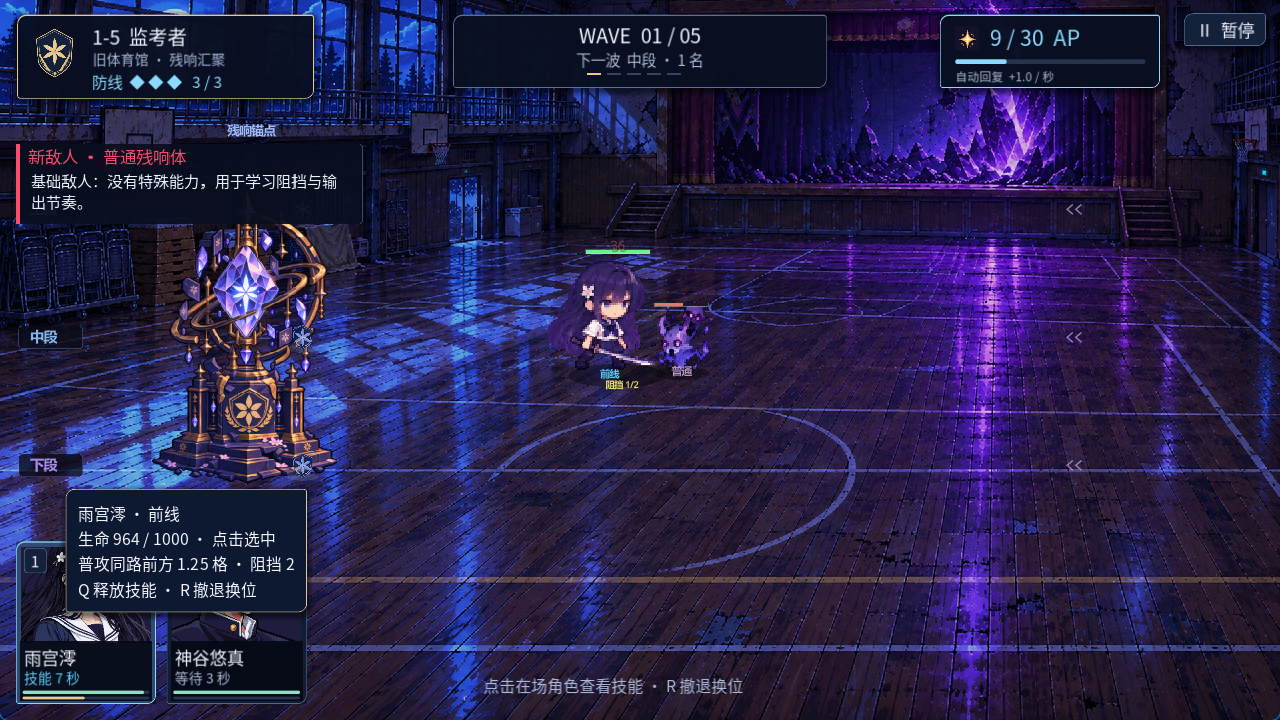 1-5 监考者
旧体育馆 · 残响汇聚
防线 3 / 3
WAVE 01 / 05
下一波 中段 · 1 名
9 / 30 AP
自动回复 +1.0 / 秒
暂停
残响锚点
新敌人 · 普通残响体
基础敌人：没有特殊能力，用于学习阻挡与输
出节奏。
-36
中段
前线
阻挡 1/2
普通
下段
雨宫澪 · 前线
生命 964 / 1000 · 点击选中
普攻同路前方 1.25 格 · 阻挡 2
Q 释放技能 · R 撤退换位
1
雨宫澪
技能 7 秒
神谷悠真
等待 3 秒
点击在场角色查看技能 · R 撤退换位